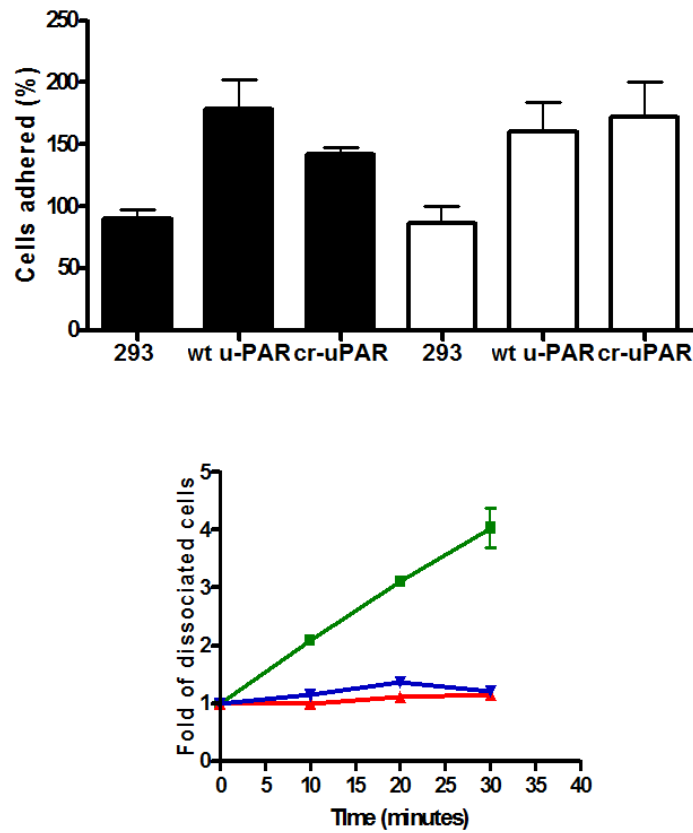 Cells adhered (%)
250
200
150
100
50
0
293 wt u-PAR cr-uPAR 293 wt u-PAR cr-uPAR
Fold of dissociated cells
5
4
3
2
1
0
0 5 10 15 20 25 30 35 40
TIme (minutes)